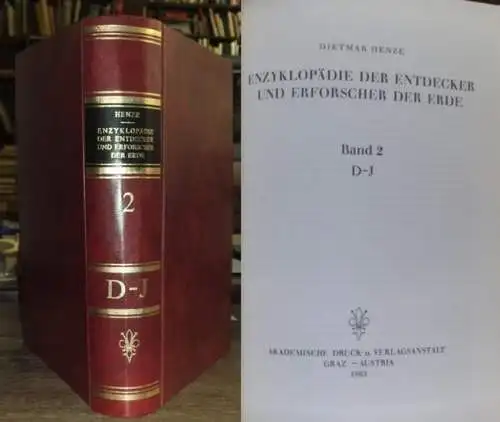 HENZE
ENZYKLOPÄDIE
DER ENTDECKER
UND ERFORSCHER
DER ERDE
2
D-J
DIETMAR HENZE
ENZYKLOPÄDIE DER ENTDECKER
UND ERFORSCHER DER ERDE
Band 2
D-J
AKADEMISCHE DRUCK- u. VERLAGSANSTALT
GRAZ – AUSTRIA
1983